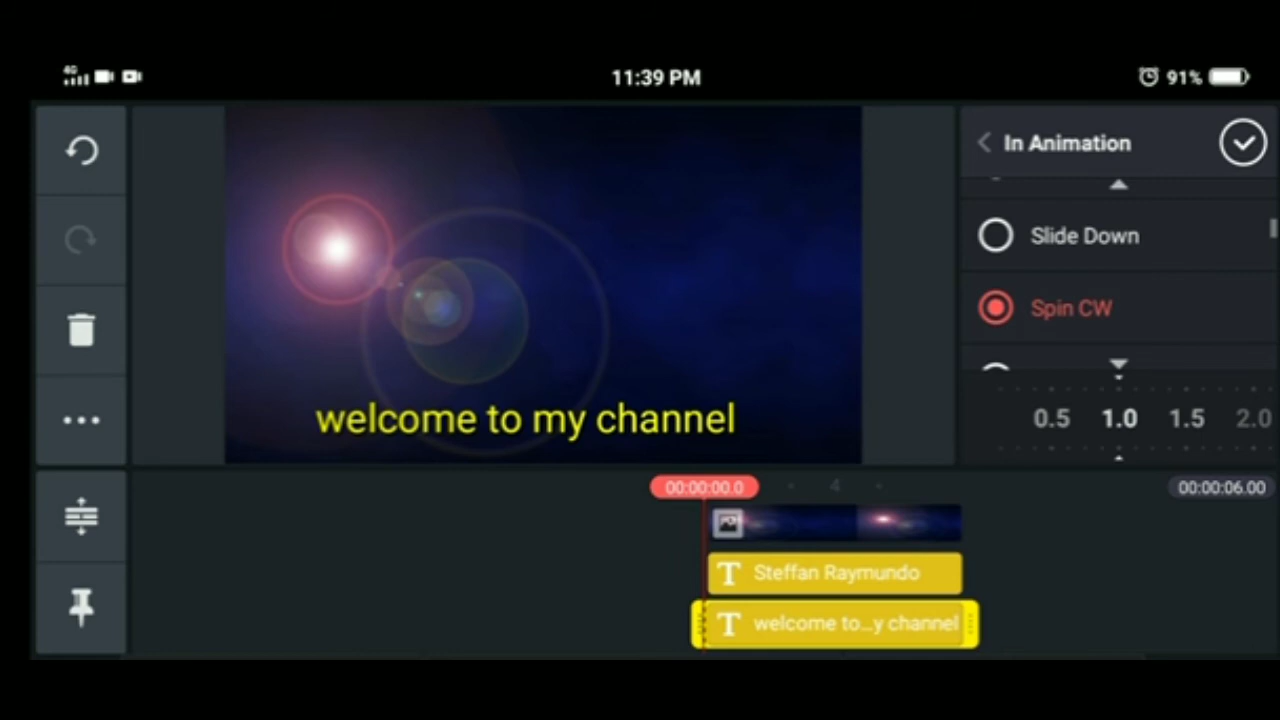 4G
11:39 PM
91%
In Animation
Slide Down
Spin CW
0.5 1.0 1.5 2.0
welcome to my channel
00:00:00.0
4
00:00:06.00
T Steffan Raymundo
T welcome to...y channel